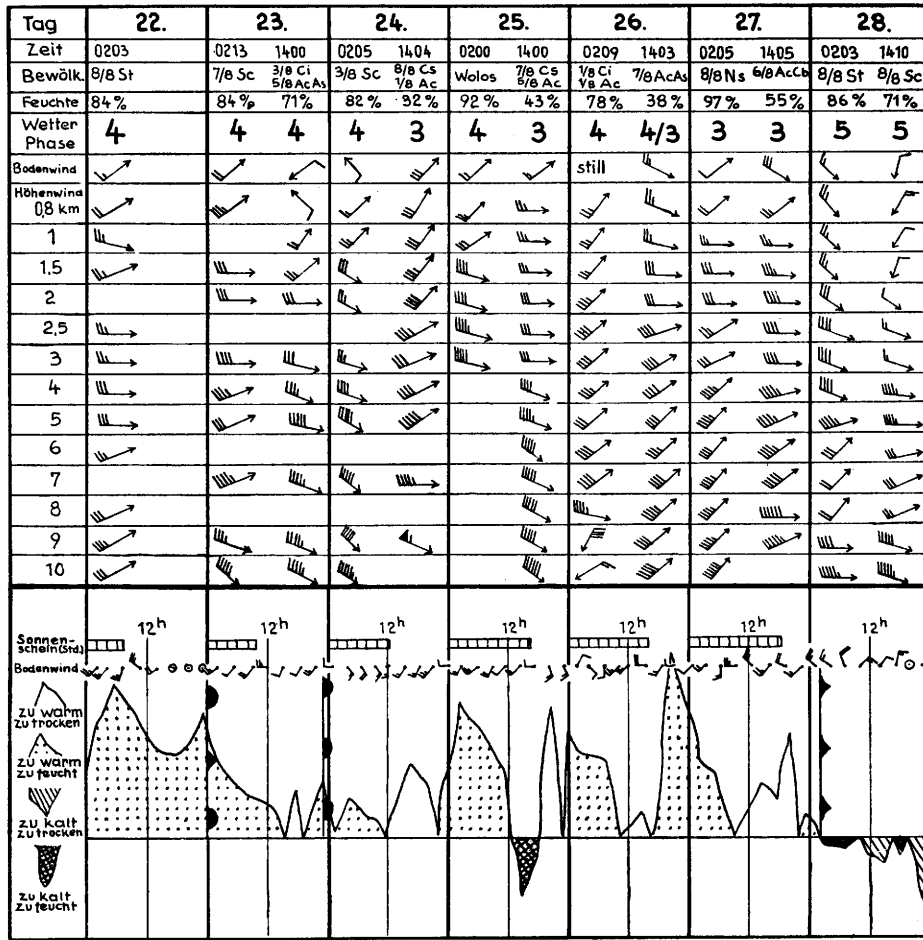 Tag 22. 23. 24. 25. 26. 27. 28.
Zeit 0203 0213 1400 0205 1404 0200 1400 0209 1403 0205 1405 0203 1410
Bewölk. 8/8 St 7/8 Sc 3/8 Ci 5/8 AcAs 3/8 Sc 8/8 Cs 1/8 Ac Wolos 7/8 Cs 5/8 Ac 1/8 Ci 1/8 Ac 7/8 AcAs 8/8 Ns 6/8 AcCb 8/8 St 8/8 Sc
Feuchte 84% 84% 71% 82% 92% 43% 78% 38% 97% 55% 86% 71%
Wetter
Phase 4 4 4 4 3 4 3 4 4/3 3 3 5 5
Bodenwind still
Höhenwind
0,8 km
1
1,5
2
2,5
3
4
5
6
7
8
9
10
12h 12h 12h 12h 12h 12h 12h
Sonnen-
schein (Std.)
Bodenwind
zu warm
zu trocken
zu warm
zu feucht
zu kalt
zu trocken
zu kalt
zu feucht